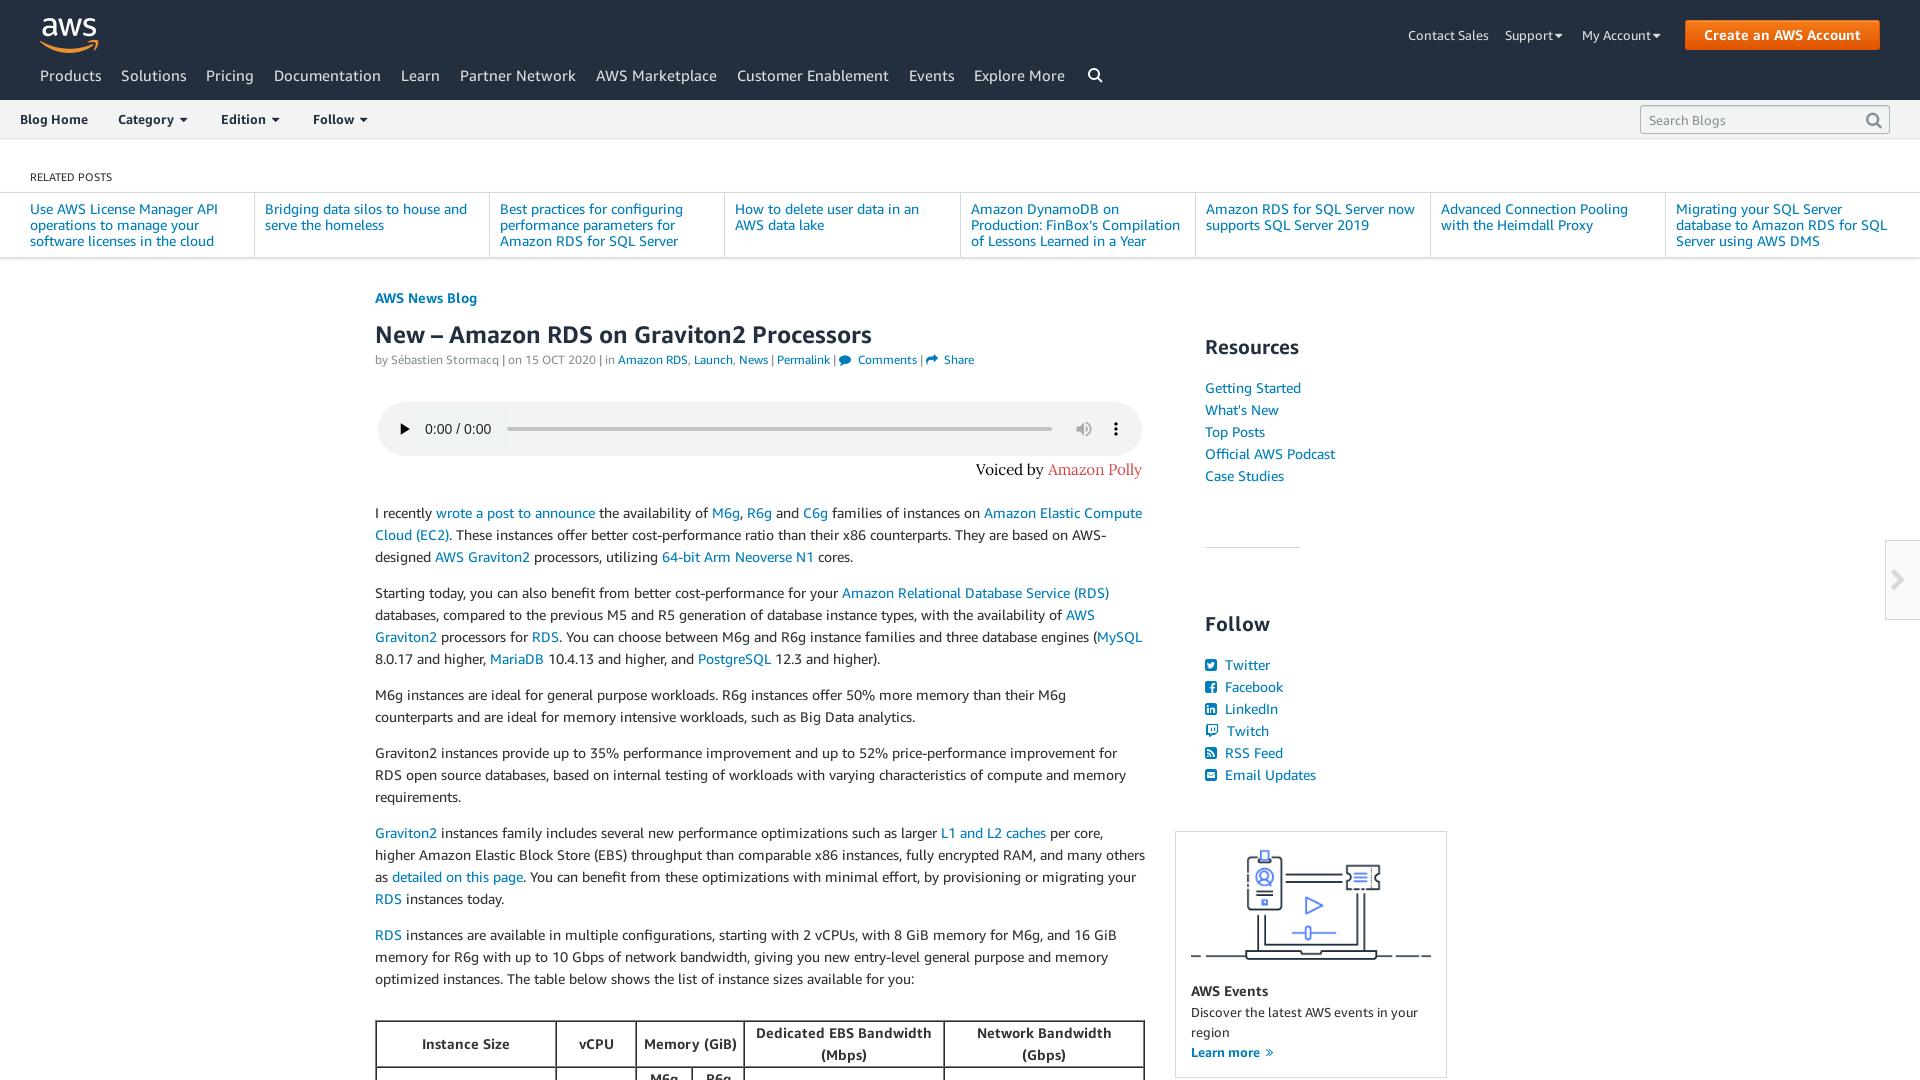 aws
Contact Sales
Support
My Account
Create an AWS Account
Products
Solutions
Pricing
Documentation
Learn
Partner Network
AWS Marketplace
Customer Enablement
Events
Explore More
Blog Home
Category
Edition
Follow
Search Blogs
RELATED POSTS
Use AWS License Manager API
operations to manage your
software licenses in the cloud
Bridging data silos to house and
serve the homeless
Best practices for configuring
performance parameters for
Amazon RDS for SQL Server
How to delete user data in an
AWS data lake
Amazon DynamoDB on
Production: FinBox's Compilation
of Lessons Learned in a Year
Amazon RDS for SQL Server now
supports SQL Server 2019
Advanced Connection Pooling
with the Heimdall Proxy
Migrating your SQL Server
database to Amazon RDS for SQL
Server using AWS DMS
AWS News Blog
New – Amazon RDS on Graviton2 Processors
by Sébastien Stormacq | on 15 OCT 2020 | in Amazon RDS, Launch, News | Permalink | Comments | Share
0:00 / 0:00
Voiced by Amazon Polly
I recently wrote a post to announce the availability of M6g, R6g and C6g families of instances on Amazon Elastic Compute
Cloud (EC2). These instances offer better cost-performance ratio than their x86 counterparts. They are based on AWS-
designed AWS Graviton2 processors, utilizing 64-bit Arm Neoverse N1 cores.
Starting today, you can also benefit from better cost-performance for your Amazon Relational Database Service (RDS)
databases, compared to the previous M5 and R5 generation of database instance types, with the availability of AWS
Graviton2 processors for RDS. You can choose between M6g and R6g instance families and three database engines (MySQL
8.0.17 and higher, MariaDB 10.4.13 and higher, and PostgreSQL 12.3 and higher).
M6g instances are ideal for general purpose workloads. R6g instances offer 50% more memory than their M6g
counterparts and are ideal for memory intensive workloads, such as Big Data analytics.
Graviton2 instances provide up to 35% performance improvement and up to 52% price-performance improvement for
RDS open source databases, based on internal testing of workloads with varying characteristics of compute and memory
requirements.
Graviton2 instances family includes several new performance optimizations such as larger L1 and L2 caches per core,
higher Amazon Elastic Block Store (EBS) throughput than comparable x86 instances, fully encrypted RAM, and many others
as detailed on this page. You can benefit from these optimizations with minimal effort, by provisioning or migrating your
RDS instances today.
RDS instances are available in multiple configurations, starting with 2 vCPUs, with 8 GiB memory for M6g, and 16 GiB
memory for R6g with up to 10 Gbps of network bandwidth, giving you new entry-level general purpose and memory
optimized instances. The table below shows the list of instance sizes available for you:
Instance Size
vCPU
Memory (GiB)
Dedicated EBS Bandwidth
(Mbps)
Network Bandwidth
(Gbps)
M6g
R6g
Resources
Getting Started
What's New
Top Posts
Official AWS Podcast
Case Studies
Follow
Twitter
Facebook
LinkedIn
Twitch
RSS Feed
Email Updates
AWS Events
Discover the latest AWS events in your
region
Learn more